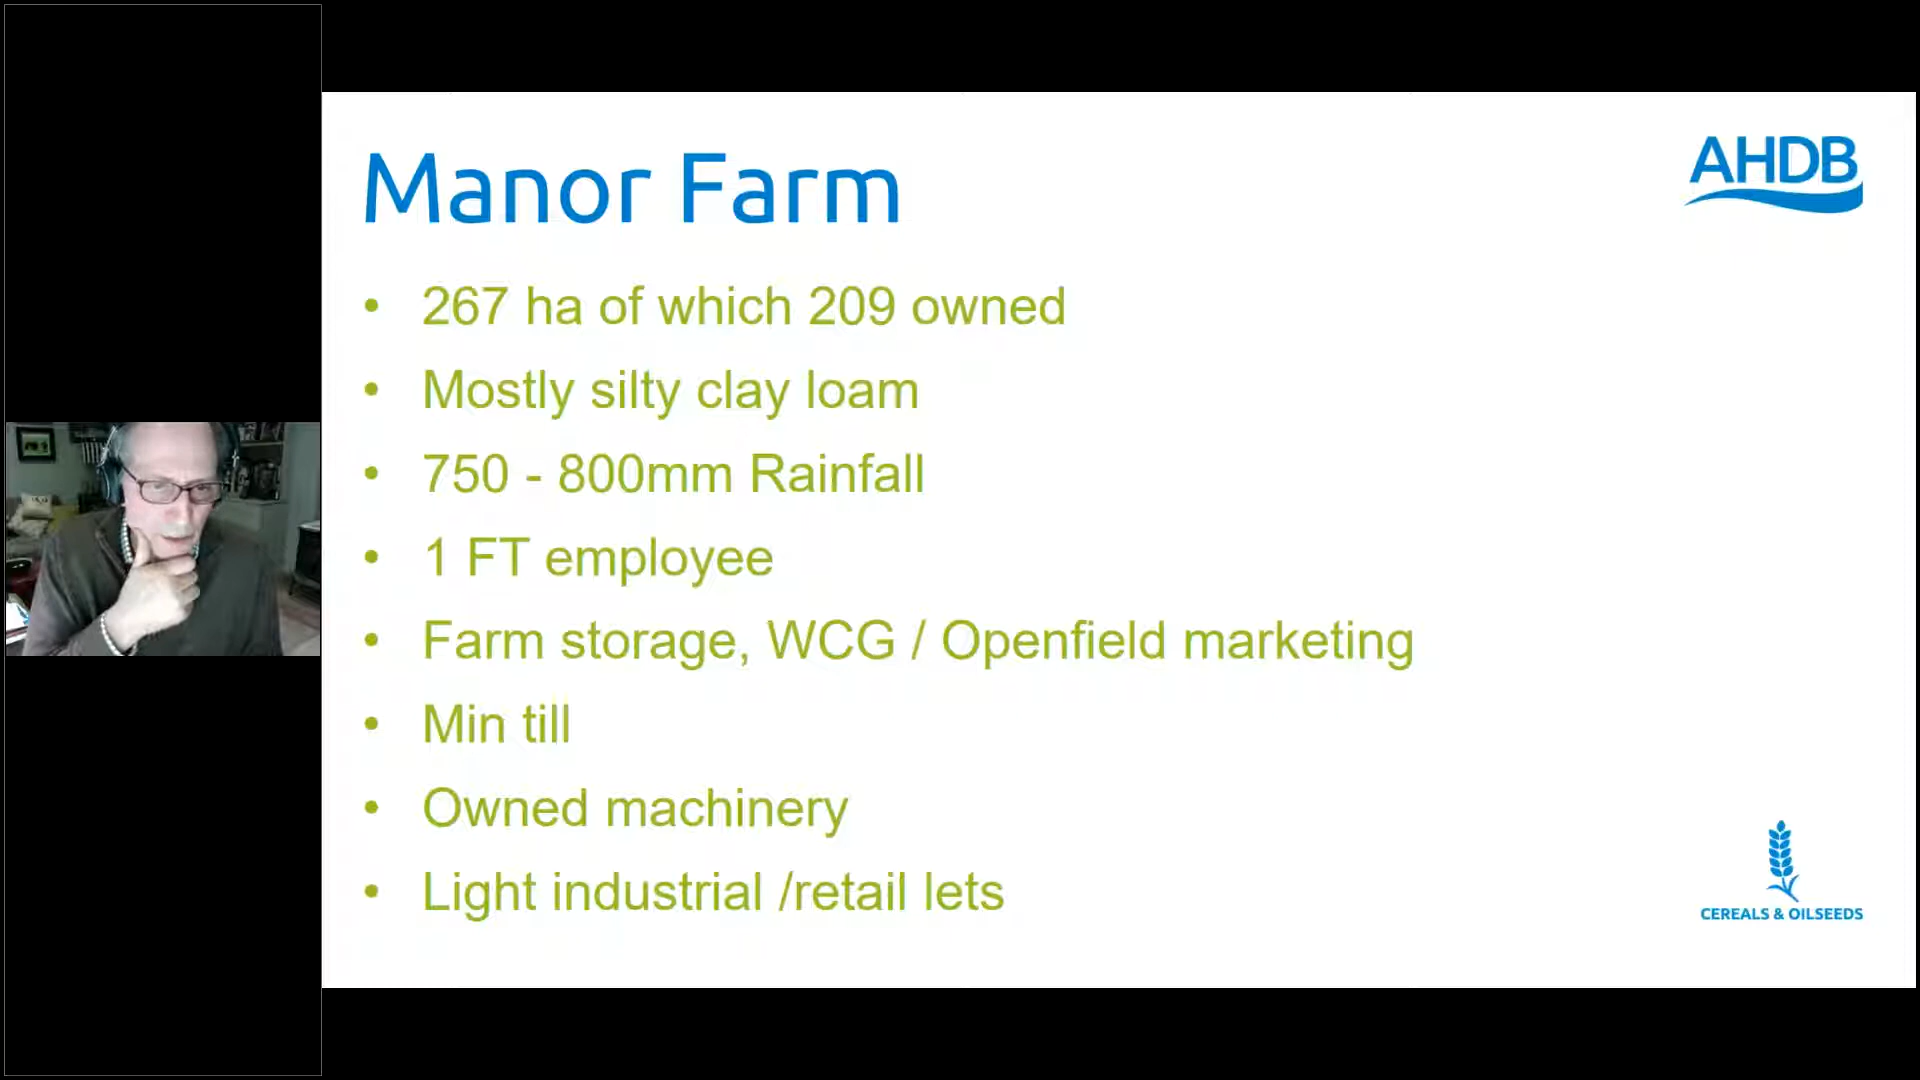 Manor Farm
AHDB
• 267 ha of which 209 owned
• Mostly silty clay loam
• 750 - 800mm Rainfall
• 1 FT employee
• Farm storage, WCG / Openfield marketing
• Min till
• Owned machinery
• Light industrial /retail lets
CEREALS & OILSEEDS